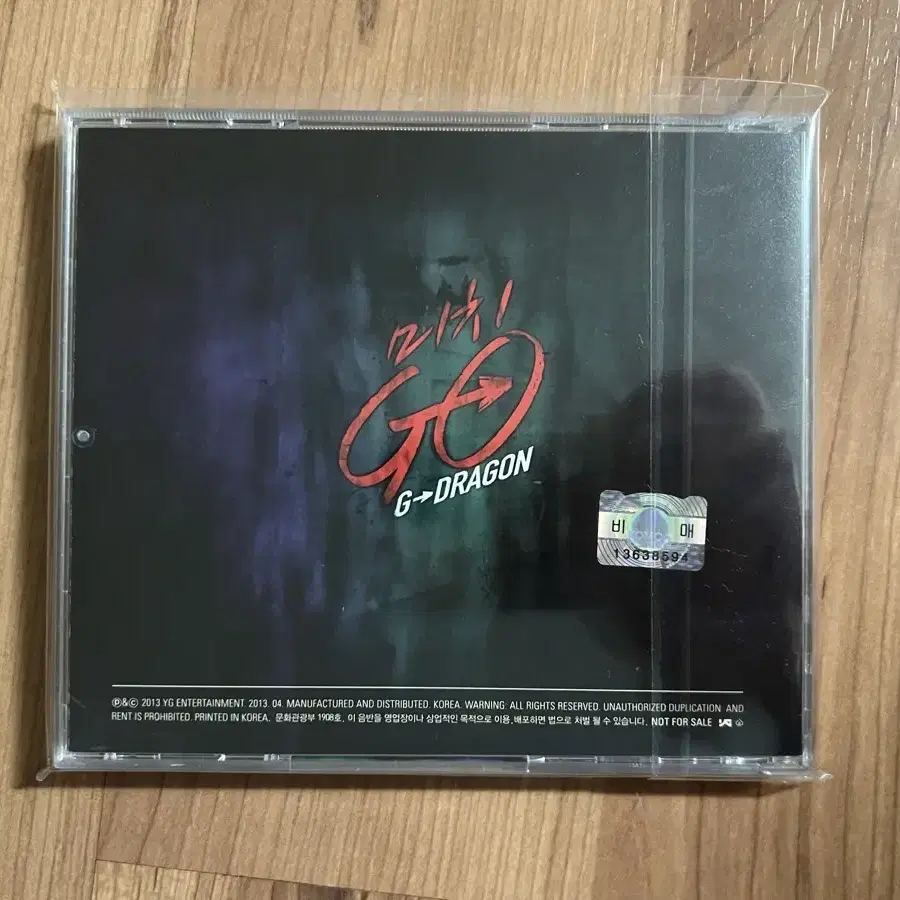 미치
GO
G→DRAGON
비 매
13638594
℗&© 2013 YG ENTERTAINMENT. 2013. 04. MANUFACTURED AND DISTRIBUTED. KOREA. WARNING: ALL RIGHTS RESERVED. UNAUTHORIZED DUPLICATION AND
RENT IS PROHIBITED. PRINTED IN KOREA. 문화관광부 1908호. 이 음반을 영업장이나 상업적인 목적으로 이용, 배포하면 법으로 처벌 될 수 있습니다. NOT FOR SALE YG